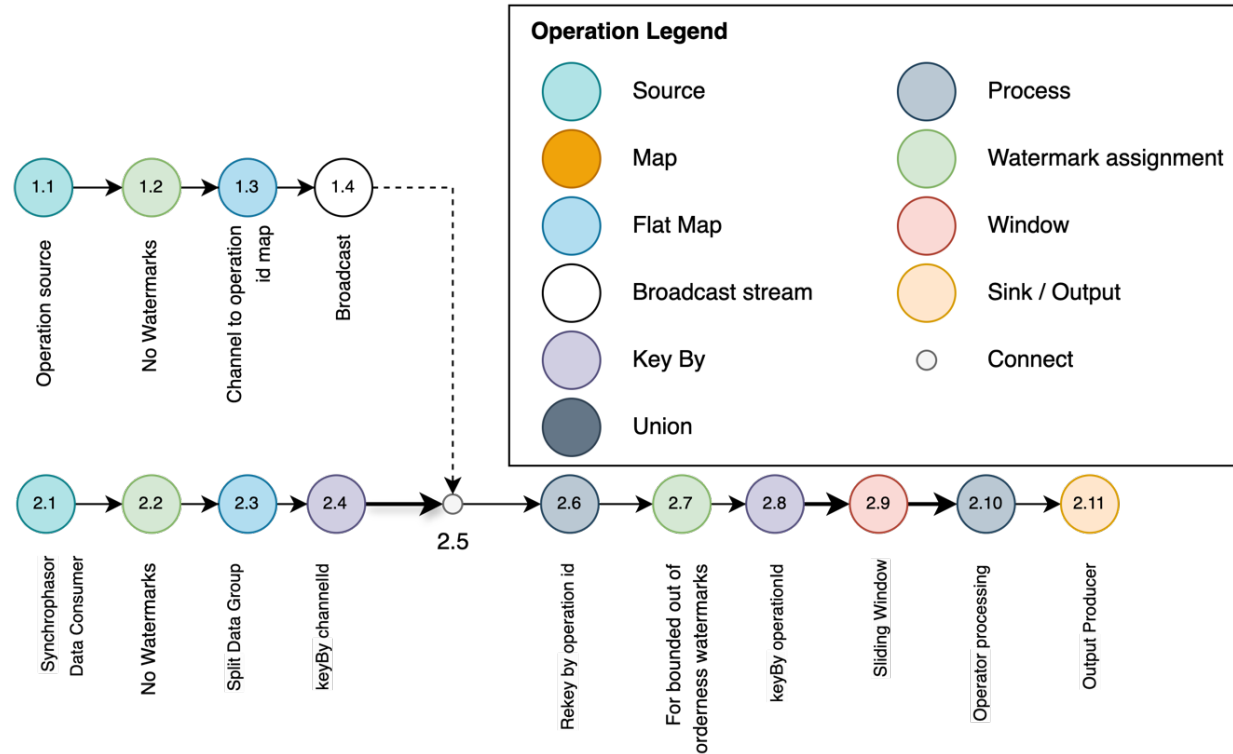 Operation Legend
Source
Process
Map
Watermark assignment
Flat Map
Window
Broadcast stream
Sink / Output
Key By
Connect
Union
1.1
1.2
1.3
1.4
Operation source
No Watermarks
Channel to operation
id map
Broadcast
2.1
2.2
2.3
2.4
2.5
2.6
2.7
2.8
2.9
2.10
2.11
Synchrophasor
Data Consumer
No Watermarks
Split Data Group
keyBy channelId
Rekey by operation id
For bounded out of
orderness watermarks
keyBy operationId
Sliding Window
Operator processing
Output Producer